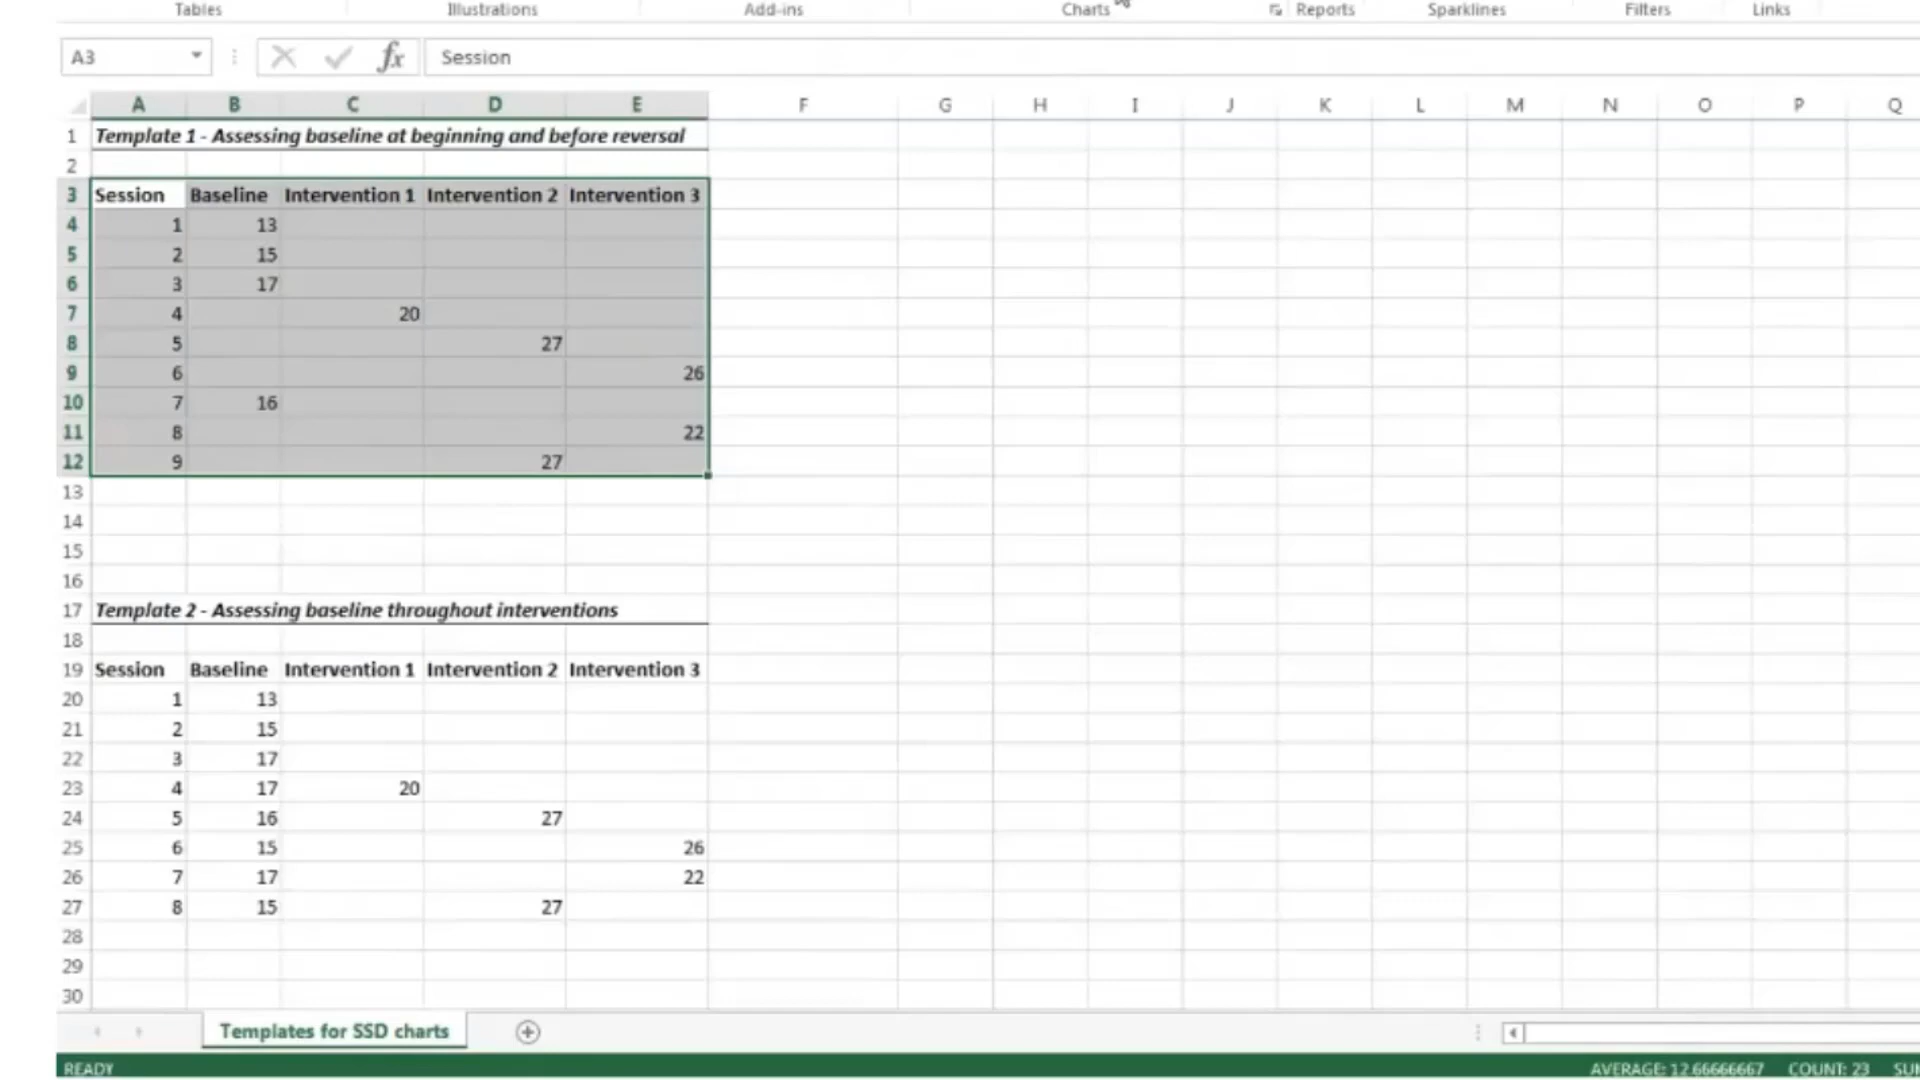 Tables Illustrations Add-ins Charts Reports Sparklines Filters Links
A3 fx Session
A B C D E F G H I J K L M N O P Q
1 Template 1 - Assessing baseline at beginning and before reversal
2
3 Session Baseline Intervention 1 Intervention 2 Intervention 3
4 1 13
5 2 15
6 3 17
7 4 20
8 5 27
9 6 26
10 7 16
11 8 22
12 9 27
13
14
15
16
17 Template 2 - Assessing baseline throughout interventions
18
19 Session Baseline Intervention 1 Intervention 2 Intervention 3
20 1 13
21 2 15
22 3 17
23 4 17 20
24 5 16 27
25 6 15 26
26 7 17 22
27 8 15 27
28
29
30
Templates for SSD charts
READY AVERAGE: 12.66666667 COUNT: 23